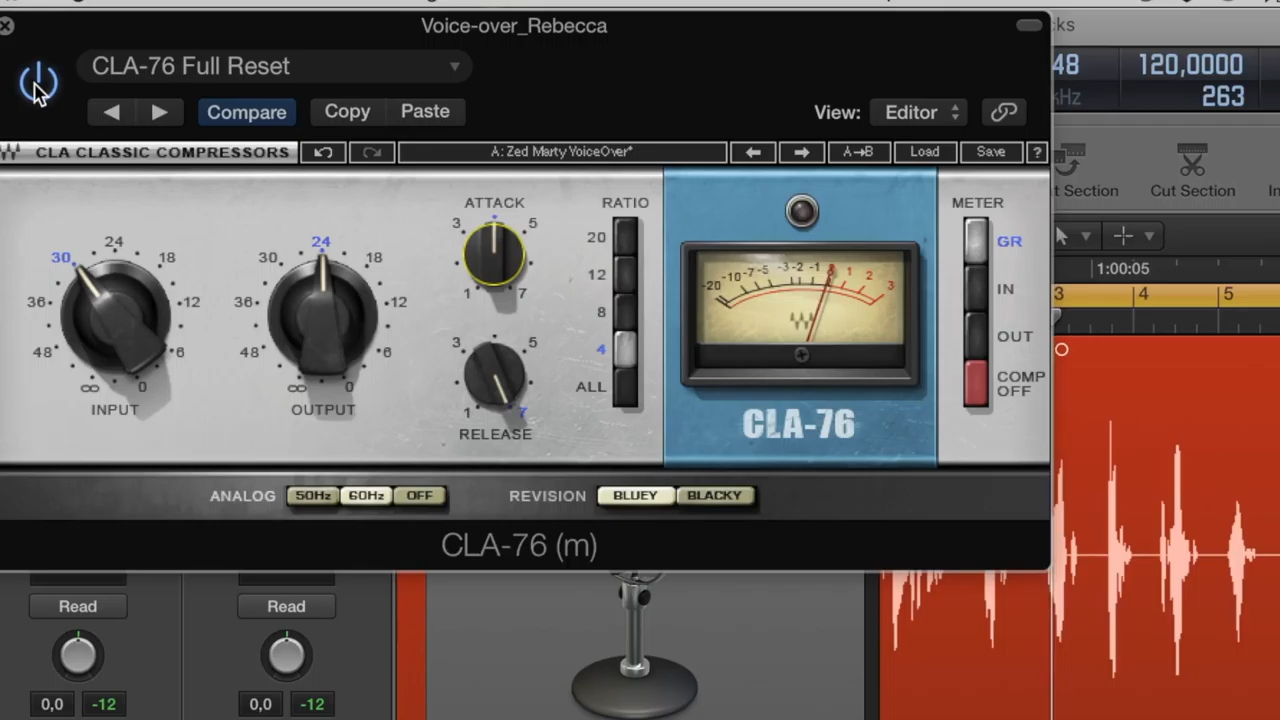 Voice-over_Rebecca
CLA-76 Full Reset
Compare
Copy
Paste
View:
Editor
CLA CLASSIC COMPRESSORS
A: Zed Marty VoiceOver*
A→B
Load
Save
?
24
30
18
36
12
48
6
∞
0
INPUT
24
30
18
36
12
48
6
∞
0
OUTPUT
ATTACK
3
5
1
7
3
5
1
7
RELEASE
RATIO
20
12
8
4
ALL
-20 -10 -7 -5 -3 -2 -1 0 1 2 3
CLA-76
METER
GR
IN
OUT
COMP
OFF
ANALOG
50Hz
60Hz
OFF
REVISION
BLUEY
BLACKY
CLA-76 (m)
Read
Read
0,0
-12
0,0
-12
cks
48
kHz
120,0000
263
t Section
Cut Section
In
1:00:05
3
4
5